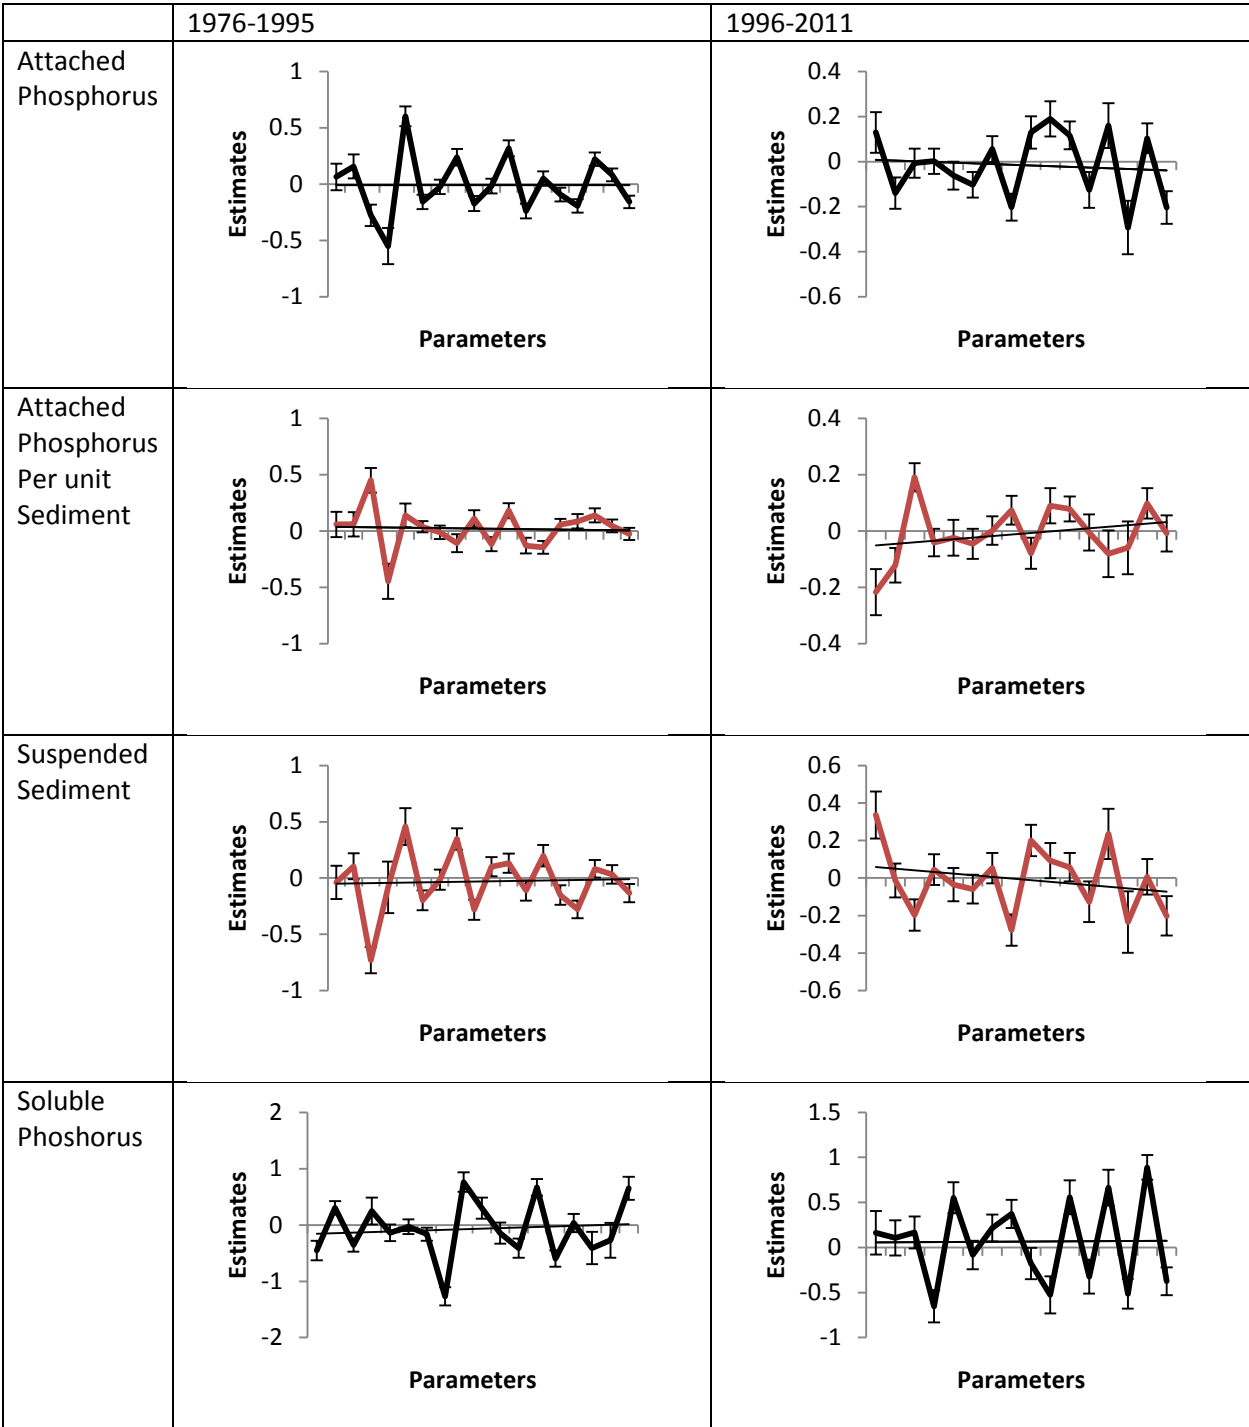 1976-1995
1996-2011
Attached
Phosphorus
1
0.5
0
-0.5
-1
Estimates
Parameters
0.4
0.2
0
-0.2
-0.4
-0.6
Estimates
Parameters
Attached
Phosphorus
Per unit
Sediment
1
0.5
0
-0.5
-1
Estimates
Parameters
0.4
0.2
0
-0.2
-0.4
Estimates
Parameters
Suspended
Sediment
1
0.5
0
-0.5
-1
Estimates
Parameters
0.6
0.4
0.2
0
-0.2
-0.4
-0.6
Estimates
Parameters
Soluble
Phoshorus
2
1
0
-1
-2
Estimates
Parameters
1.5
1
0.5
0
-0.5
-1
Estimates
Parameters